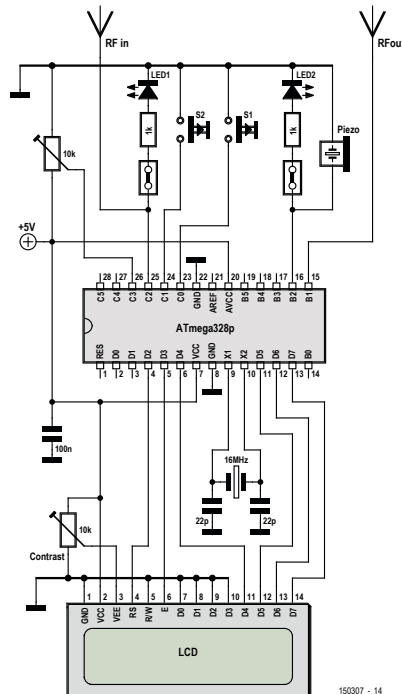 RF in
RFout
LED1
LED2
S2
S1
1k
1k
Piezo
10k
+5V
28 27 26 25 24 23 22 21 20 19 18 17 16 15
C5 C4 C3 C2 C1 C0 GND AREF AVCC B5 B4 B3 B2 B1
ATmega328p
RES D0 D1 D2 D3 D4 VCC GND X1 X2 D5 D6 D7 B0
1 2 3 4 5 6 7 8 9 10 11 12 13 14
100n
16MHz
22p
22p
10k
Contrast
1 2 3 4 5 6 7 8 9 10 11 12 13 14
GND VCC VEE RS R/W E D0 D1 D2 D3 D4 D5 D6 D7
LCD
150307 - 14